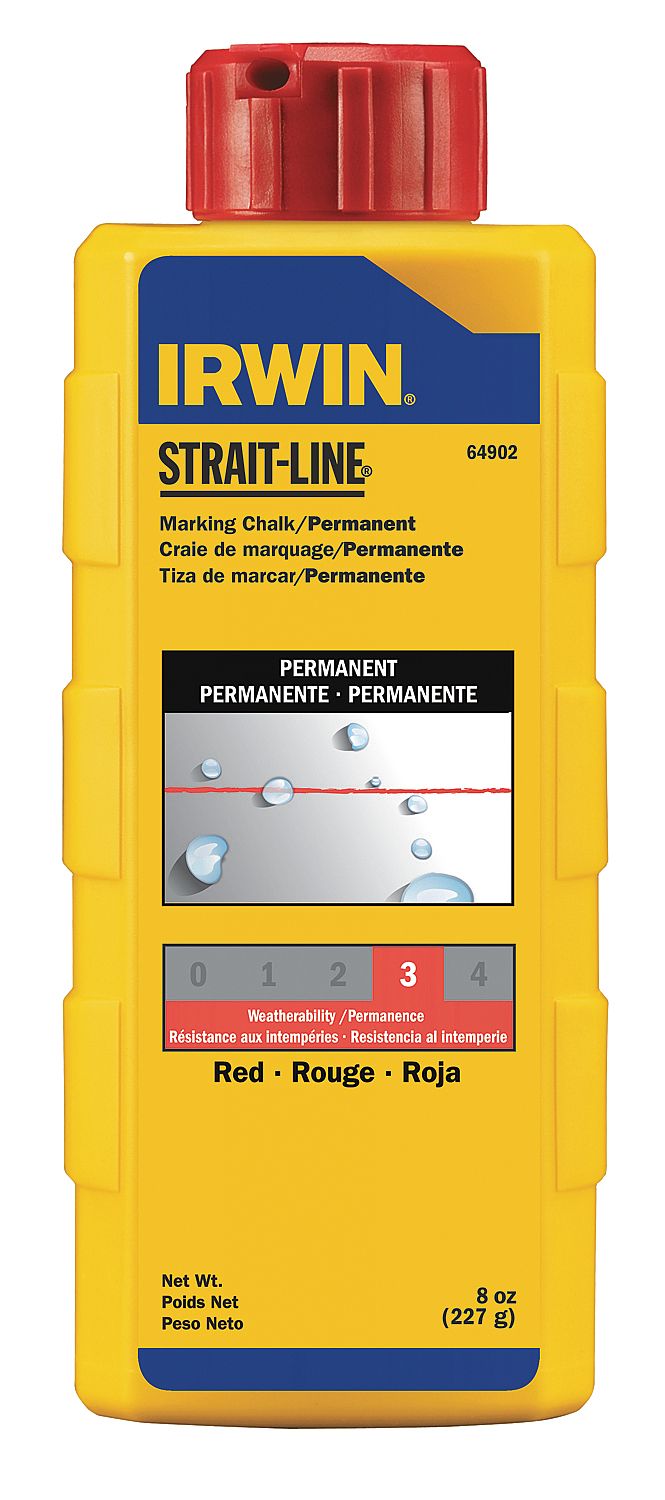 IRWIN®
STRAIT-LINE® 64902
Marking Chalk/Permanent
Craie de marquage/Permanente
Tiza de marcar/Permanente
PERMANENT
PERMANENTE · PERMANENTE
0 1 2 3 4
Weatherability /Permanence
Résistance aux intempéries · Resistencia al intemperie
Red · Rouge · Roja
Net Wt.
Poids Net
Peso Neto
8 oz
(227 g)